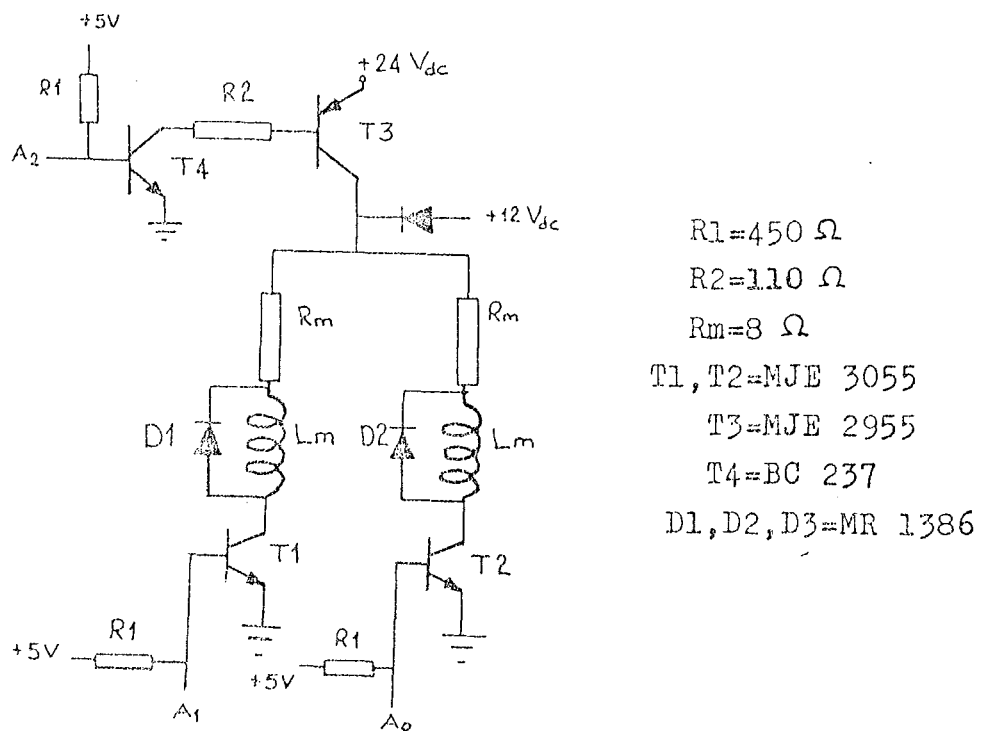 +5V
R1
A2
T4
R2
+24 Vdc
T3
+12 Vdc
Rm
Rm
D1
Lm
D2
Lm
T1
T2
+5V
R1
A1
+5V
R1
A0
R1=450 Ω
R2=110 Ω
Rm=8 Ω
T1,T2=MJE 3055
T3=MJE 2955
T4=BC 237
D1,D2,D3=MR 1386